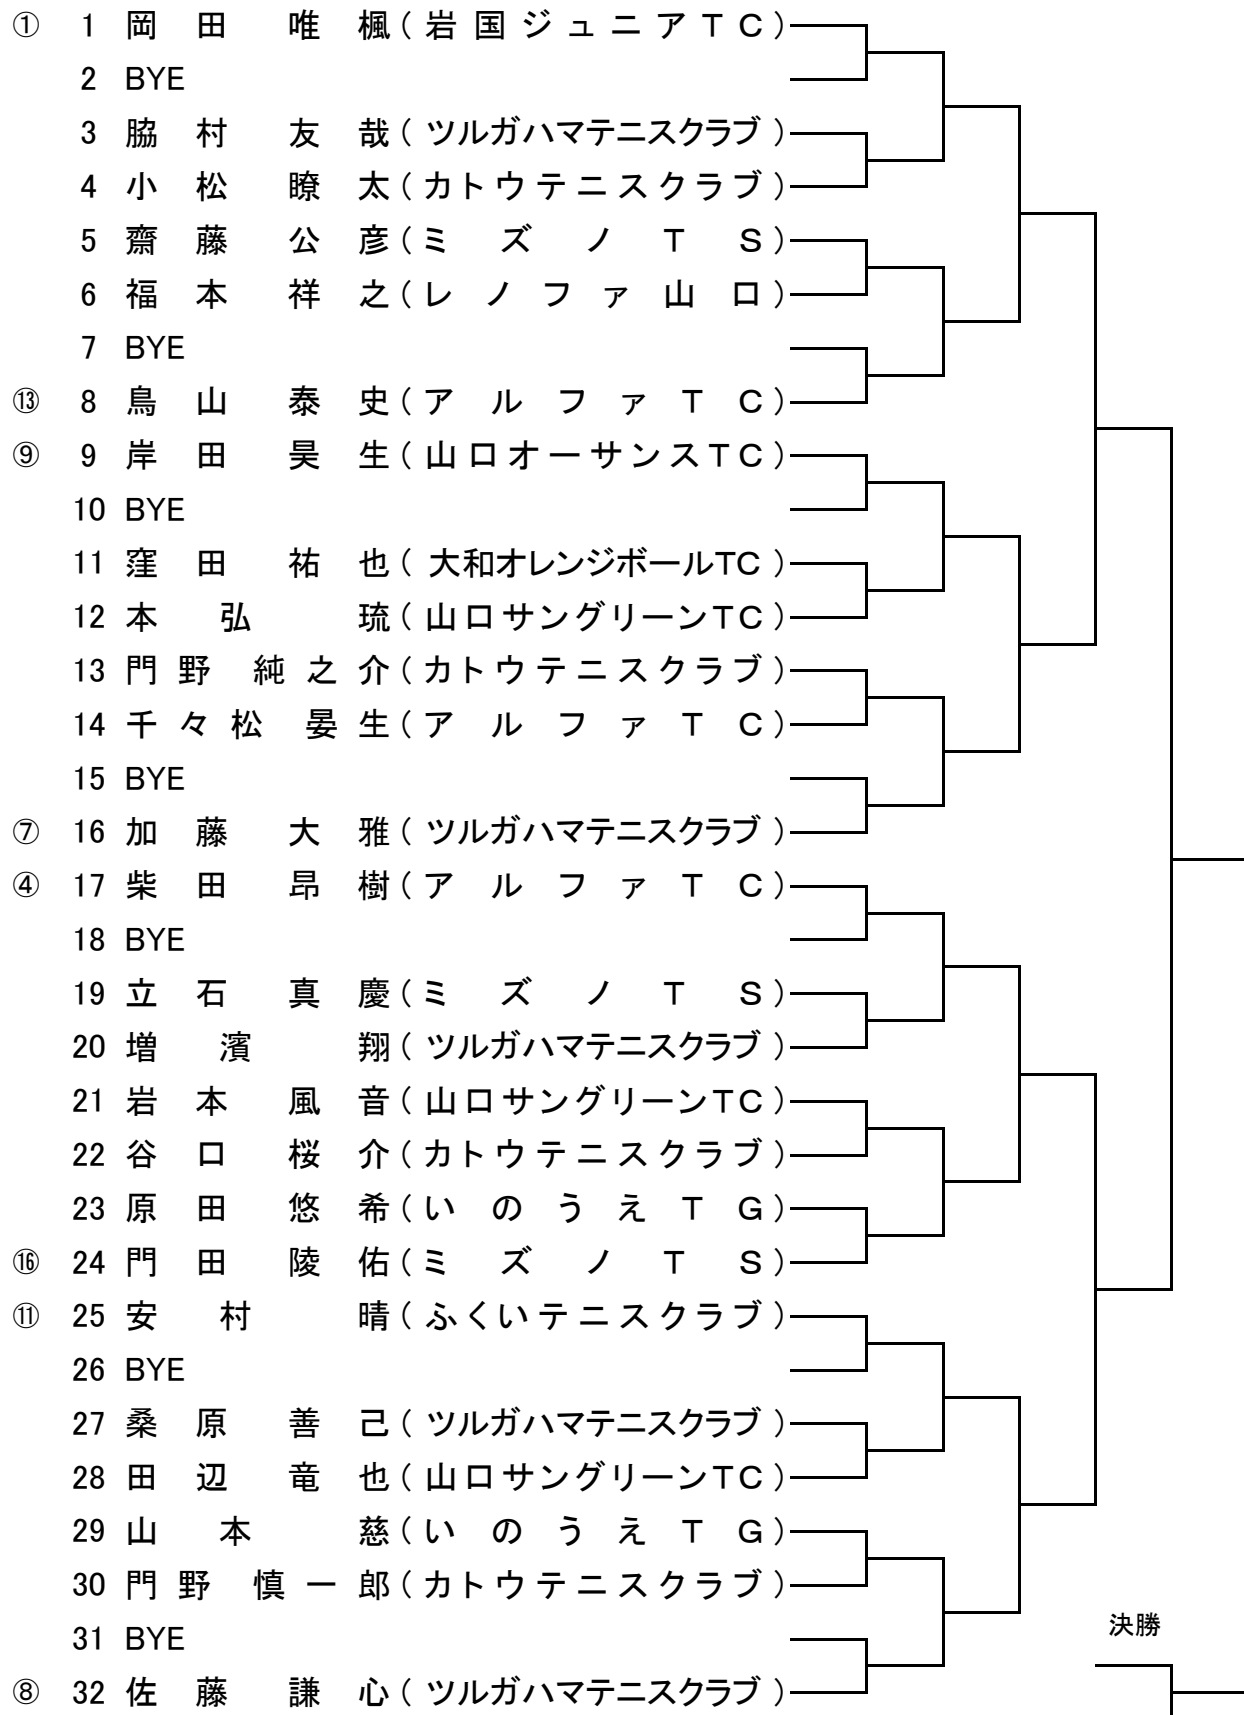 ① 1 岡田 唯楓(岩国ジュニアTC)
2 BYE
3 脇村 友哉(ツルガハマテニスクラブ)
4 小松 瞭太(カトウテニスクラブ)
5 齋藤 公彦(ミズノTS)
6 福本 祥之(レノファ山口)
7 BYE
⑬ 8 鳥山 泰史(アルファTC)
⑨ 9 岸田 昊生(山口オーサンスTC)
10 BYE
11 窪田 祐也(大和オレンジボールTC)
12 本弘 琉(山口サングリーンTC)
13 門野 純之介(カトウテニスクラブ)
14 千々松 晏生(アルファTC)
15 BYE
⑦ 16 加藤 大雅(ツルガハマテニスクラブ)
④ 17 柴田 昂樹(アルファTC)
18 BYE
19 立石 真慶(ミズノTS)
20 増濱 翔(ツルガハマテニスクラブ)
21 岩本 風音(山口サングリーンTC)
22 谷口 桜介(カトウテニスクラブ)
23 原田 悠希(いのうえTG)
⑯ 24 門田 陵佑(ミズノTS)
⑪ 25 安村 晴(ふくいテニスクラブ)
26 BYE
27 桑原 善己(ツルガハマテニスクラブ)
28 田辺 竜也(山口サングリーンTC)
29 山本 慈(いのうえTG)
30 門野 慎一郎(カトウテニスクラブ)
31 BYE
決勝
⑧ 32 佐藤 謙心(ツルガハマテニスクラブ)